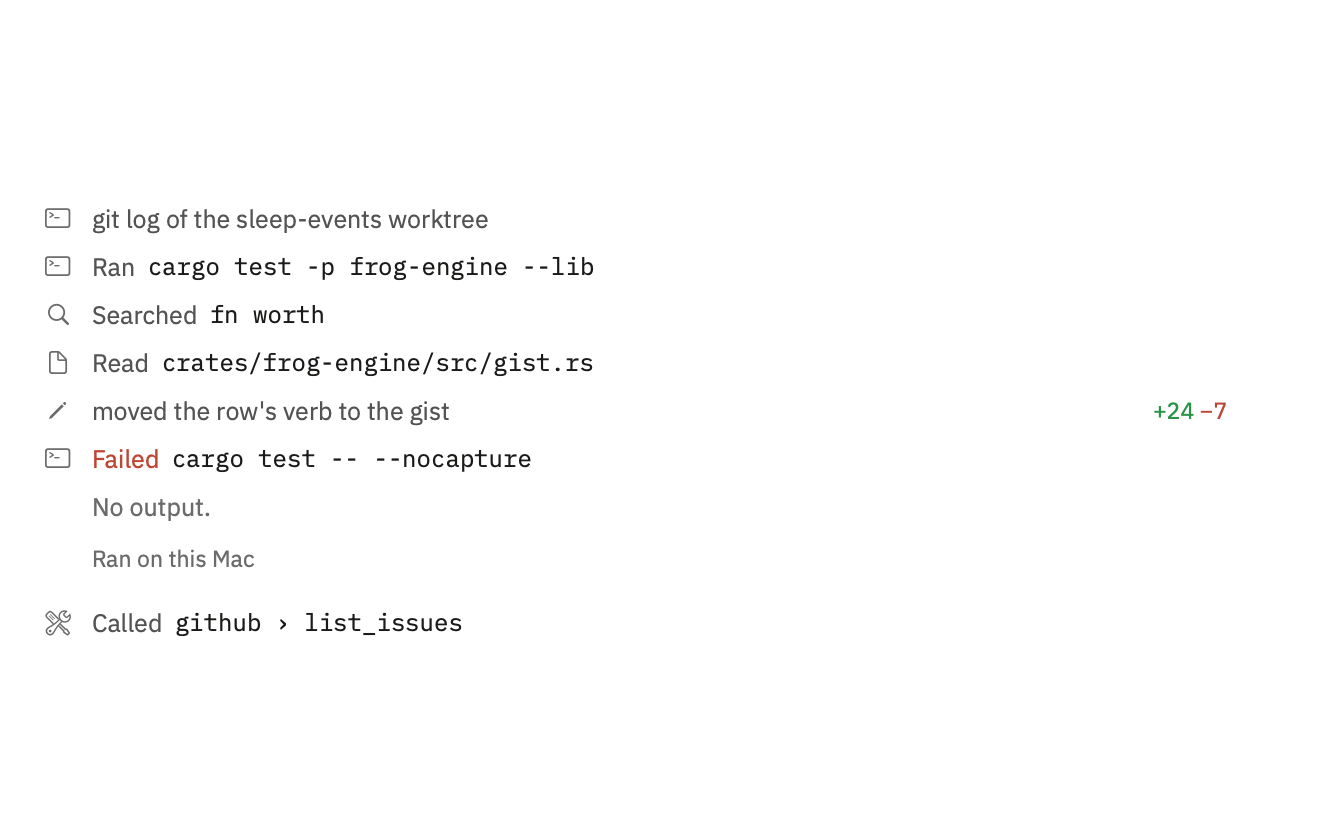 git log of the sleep-events worktree
Ran cargo test -p frog-engine --lib
Searched fn worth
Read crates/frog-engine/src/gist.rs
moved the row's verb to the gist +24 −7
Failed cargo test -- --nocapture
No output.
Ran on this Mac
Called github › list_issues